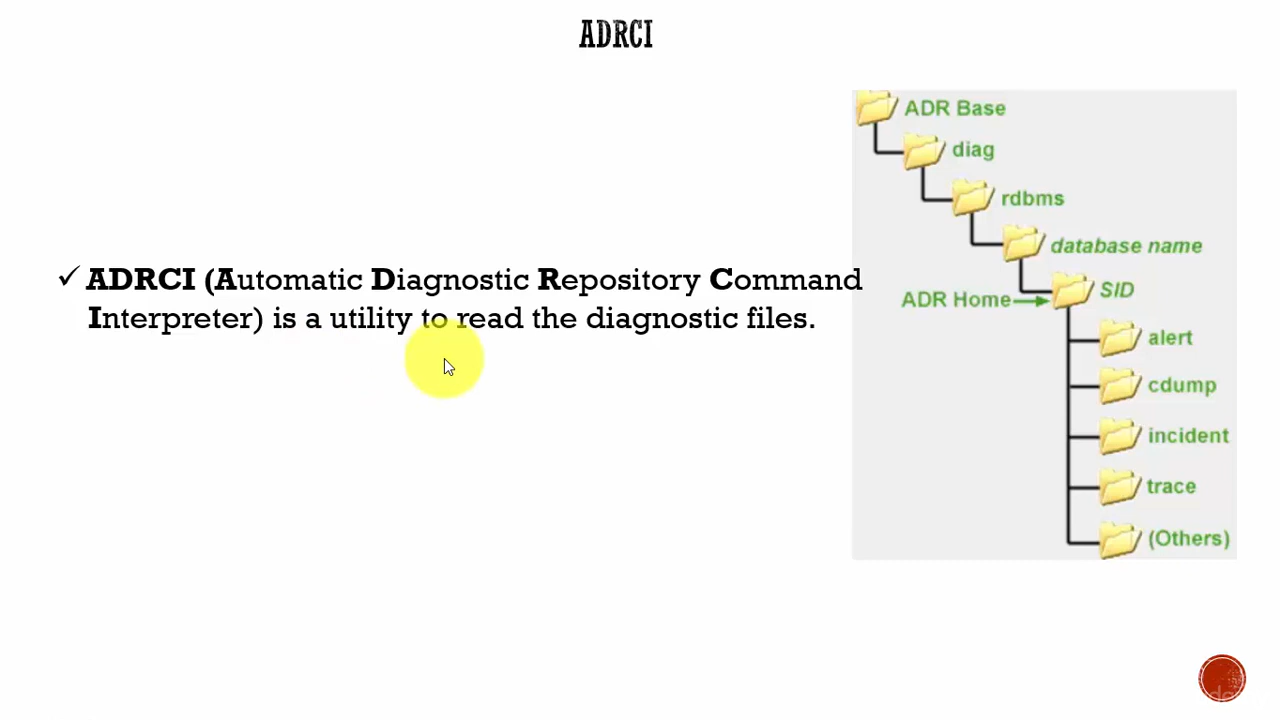 ADRCI
✓ ADRCI (Automatic Diagnostic Repository Command
Interpreter) is a utility to read the diagnostic files.
ADR Base
diag
rdbms
database name
SID
ADR Home
alert
cdump
incident
trace
(Others)